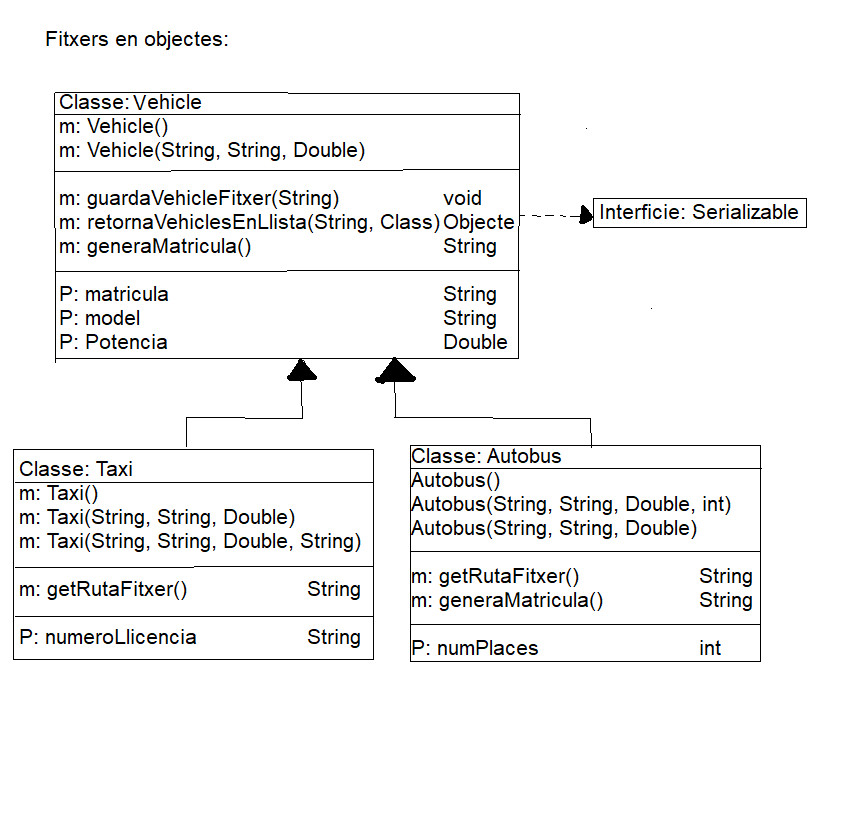 Fitxers en objectes:
Classe: Vehicle
m: Vehicle()
m: Vehicle(String, String, Double)
m: guardaVehicleFitxer(String) void
m: retornaVehiclesEnLlista(String, Class) Objecte
m: generaMatricula() String
P: matricula String
P: model String
P: Potencia Double
Interficie: Serializable
Classe: Taxi
m: Taxi()
m: Taxi(String, String, Double)
m: Taxi(String, String, Double, String)
m: getRutaFitxer() String
P: numeroLlicencia String
Classe: Autobus
Autobus()
Autobus(String, String, Double, int)
Autobus(String, String, Double)
m: getRutaFitxer() String
m: generaMatricula() String
P: numPlaces int